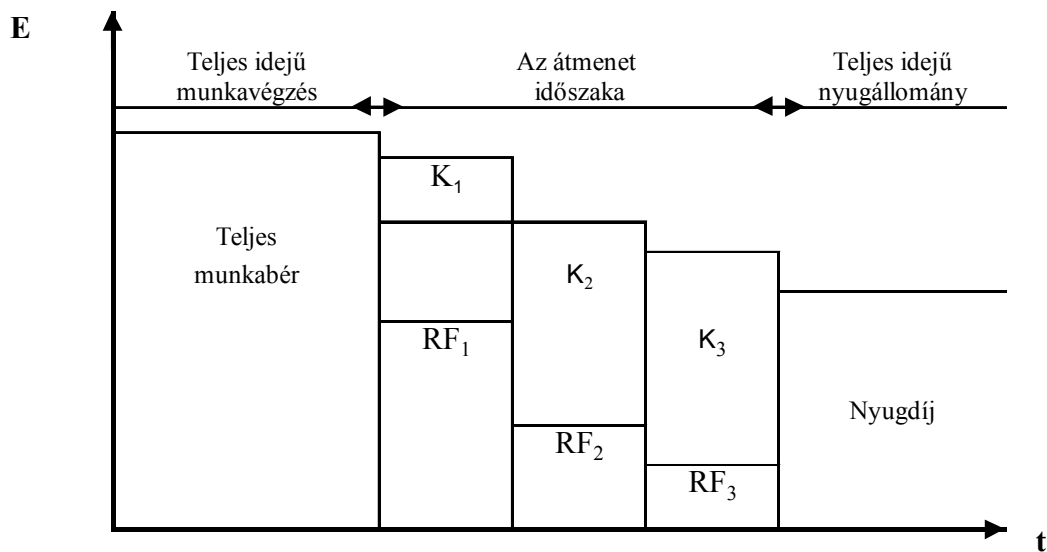 E
Teljes idejű
munkavégzés
Az átmenet
időszaka
Teljes idejű
nyugállomány
K₁
Teljes
munkabér
K₂
K₃
RF₁
Nyugdíj
RF₂
RF₃
t